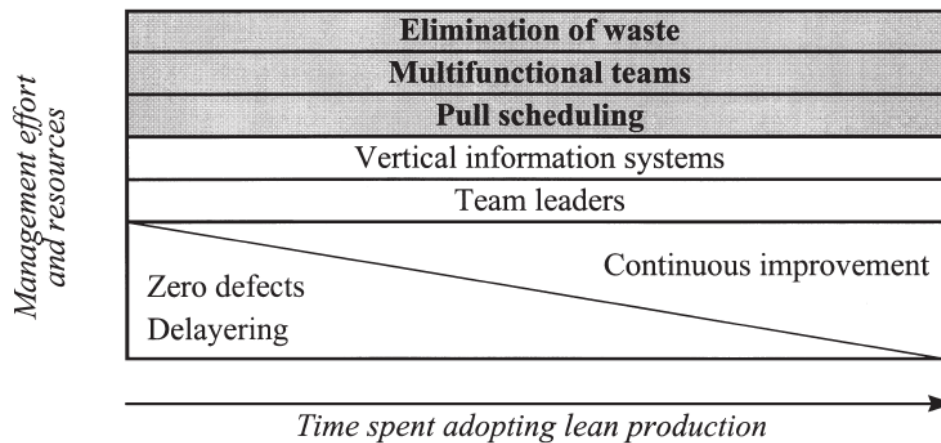 Management effort
and resources
Elimination of waste
Multifunctional teams
Pull scheduling
Vertical information systems
Team leaders
Continuous improvement
Zero defects
Delayering
Time spent adopting lean production